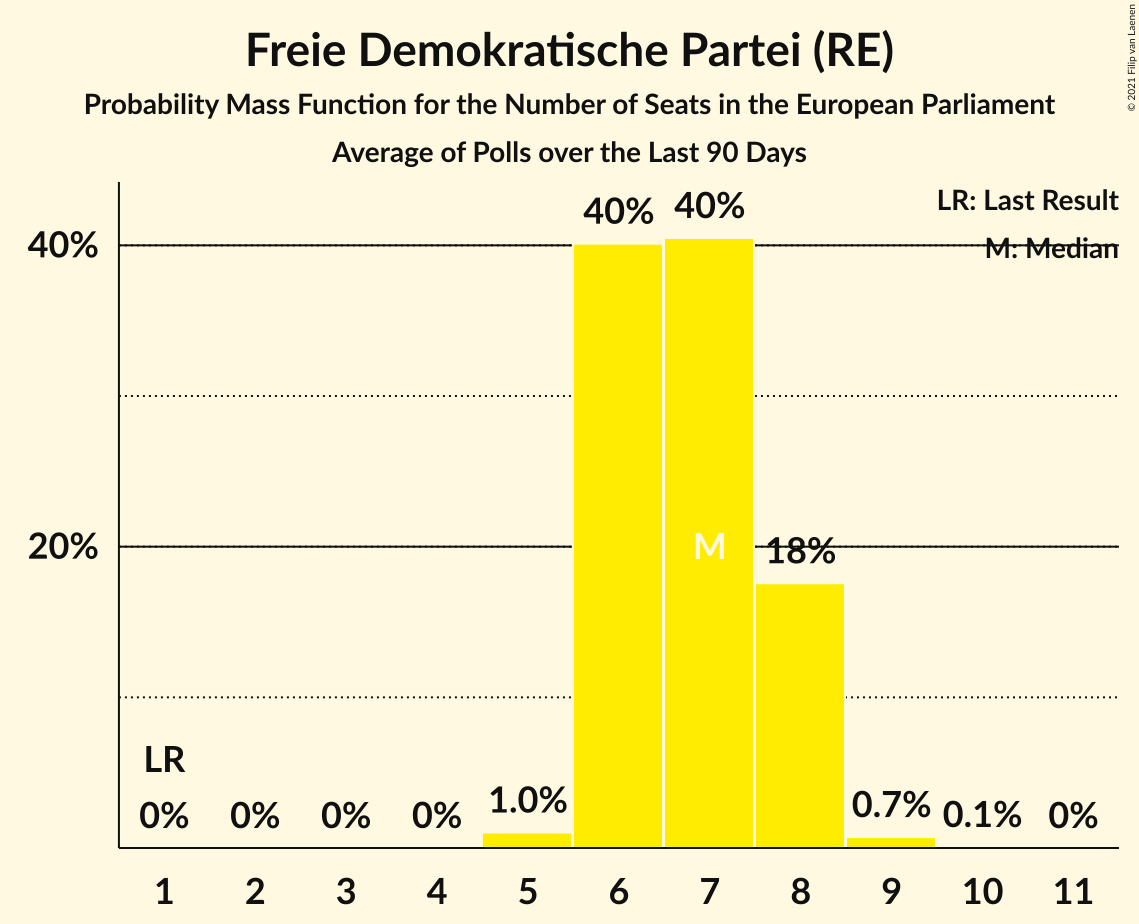 Freie Demokratische Partei (RE)
Probability Mass Function for the Number of Seats in the European Parliament
Average of Polls over the Last 90 Days
© 2021 Filip van Laenen
LR: Last Result
M: Median
40% 40%
40%
20%
M
18%
LR
0% 0% 0% 0% 1.0% 0.7% 0.1% 0%
1 2 3 4 5 6 7 8 9 10 11